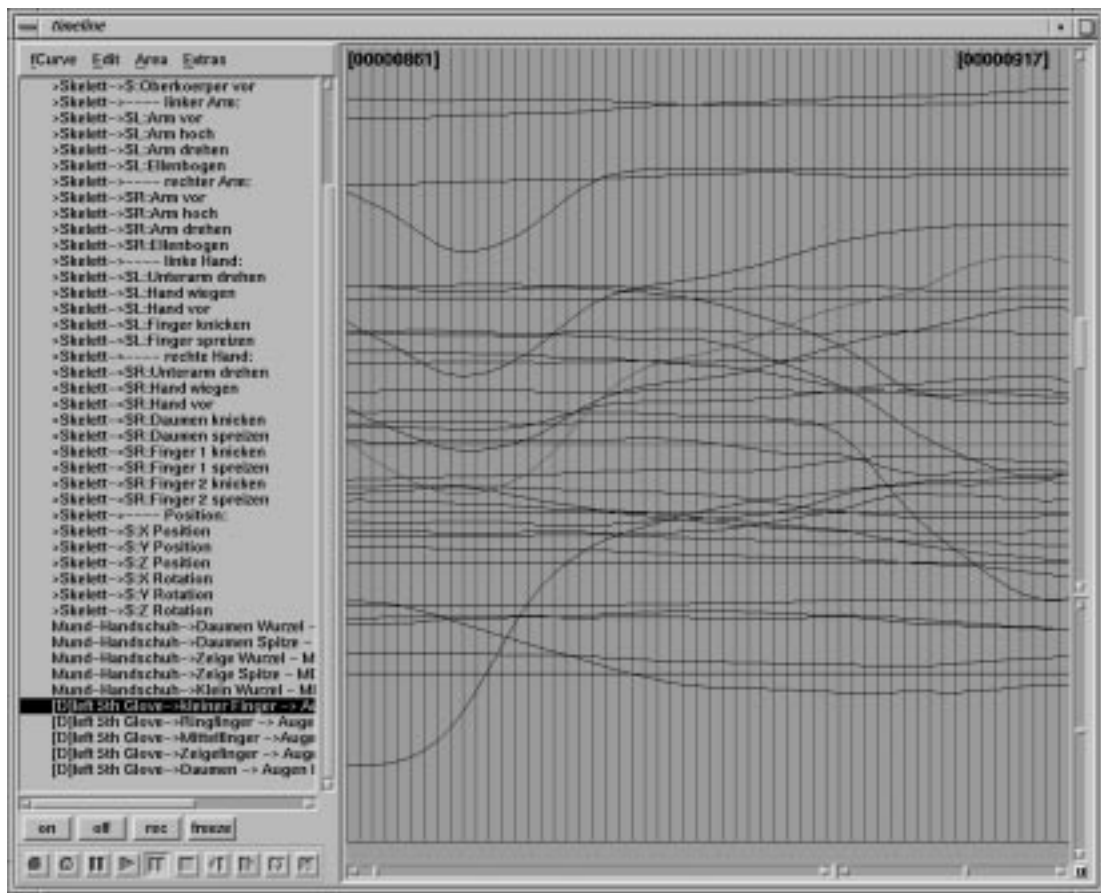 timeline
fCurve Edit Area Extras
[00000861]
[00000917]
>Skelett-->S:Oberkoerper vor
>Skelett-->----- linker Arm:
>Skelett-->SL:Arm vor
>Skelett-->SL:Arm hoch
>Skelett-->SL:Arm drehen
>Skelett-->SL:Ellenbogen
>Skelett-->----- rechter Arm:
>Skelett-->SR:Arm vor
>Skelett-->SR:Arm hoch
>Skelett-->SR:Arm drehen
>Skelett-->SR:Ellenbogen
>Skelett-->----- linke Hand:
>Skelett-->SL:Unterarm drehen
>Skelett-->SL:Hand wiegen
>Skelett-->SL:Hand vor
>Skelett-->SL:Finger knicken
>Skelett-->SL:Finger spreizen
>Skelett-->----- rechte Hand:
>Skelett-->SR:Unterarm drehen
>Skelett-->SR:Hand wiegen
>Skelett-->SR:Hand vor
>Skelett-->SR:Daumen knicken
>Skelett-->SR:Daumen spreizen
>Skelett-->SR:Finger 1 knicken
>Skelett-->SR:Finger 1 spreizen
>Skelett-->SR:Finger 2 knicken
>Skelett-->SR:Finger 2 spreizen
>Skelett-->----- Position:
>Skelett-->S:X Position
>Skelett-->S:Y Position
>Skelett-->S:Z Position
>Skelett-->S:X Rotation
>Skelett-->S:Y Rotation
>Skelett-->S:Z Rotation
Mund-Handschuh-->Daumen Wurzel -
Mund-Handschuh-->Daumen Spitze -
Mund-Handschuh-->Zeige Wurzel - M
Mund-Handschuh-->Zeige Spitze - MI
Mund-Handschuh-->Klein Wurzel - MI
[D]left 5th Glove-->kleiner Finger --> Au
[D]left 5th Glove-->Ringfinger --> Auge
[D]left 5th Glove-->Mittelfinger -->Auge
[D]left 5th Glove-->Zeigefinger --> Auge
[D]left 5th Glove-->Daumen --> Augen
on off rec freeze